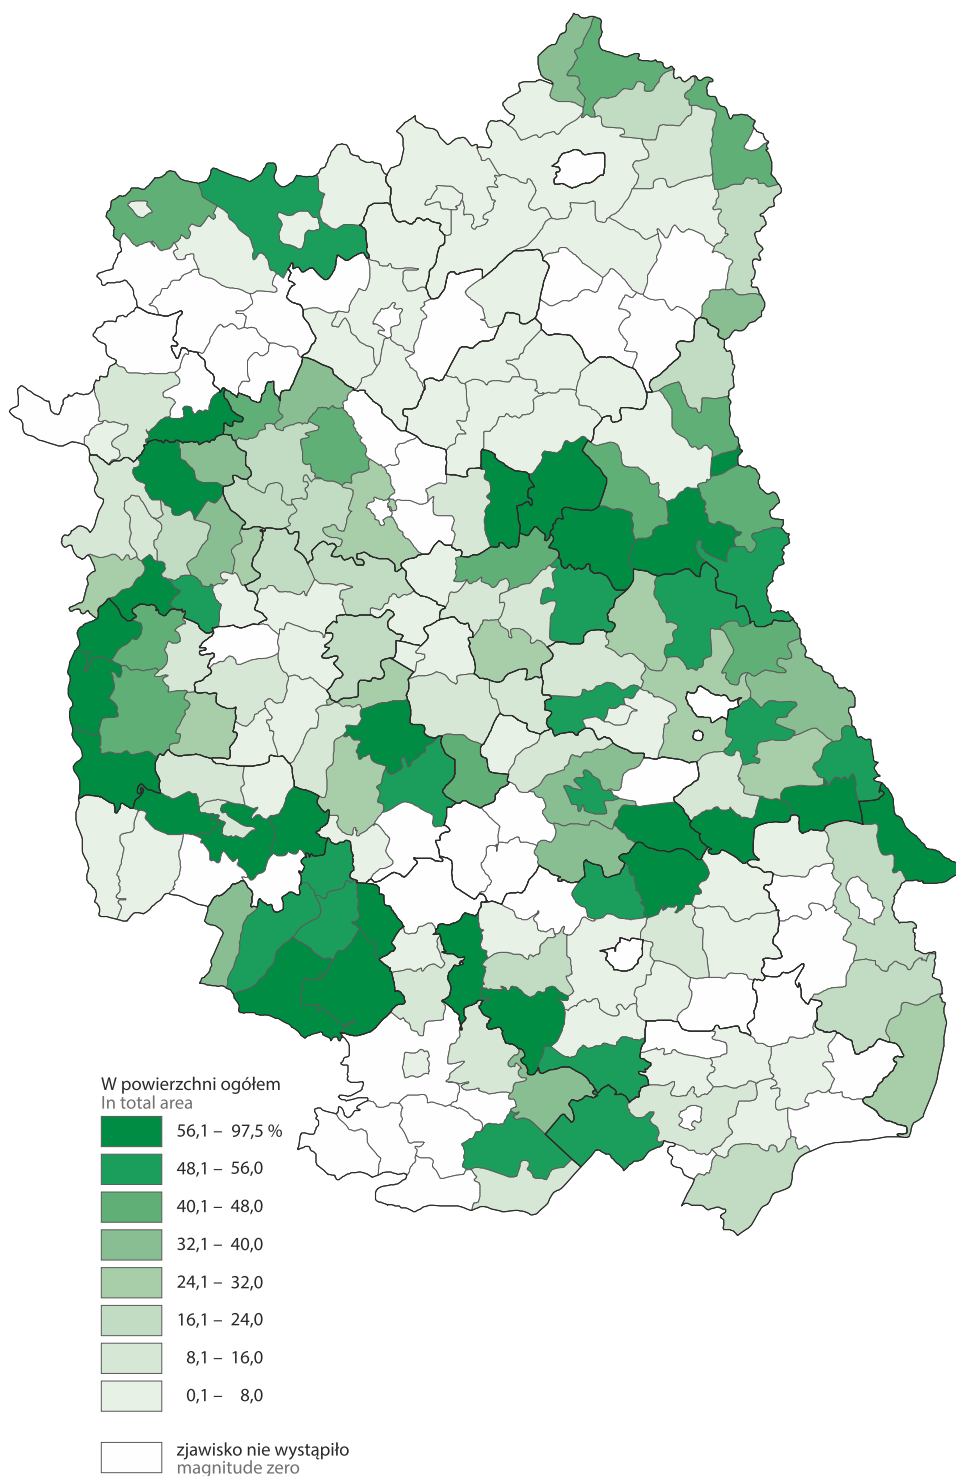 W powierzchni ogółem
In total area
56,1 – 97,5 %
48,1 – 56,0
40,1 – 48,0
32,1 – 40,0
24,1 – 32,0
16,1 – 24,0
8,1 – 16,0
0,1 – 8,0
zjawisko nie wystąpiło
magnitude zero